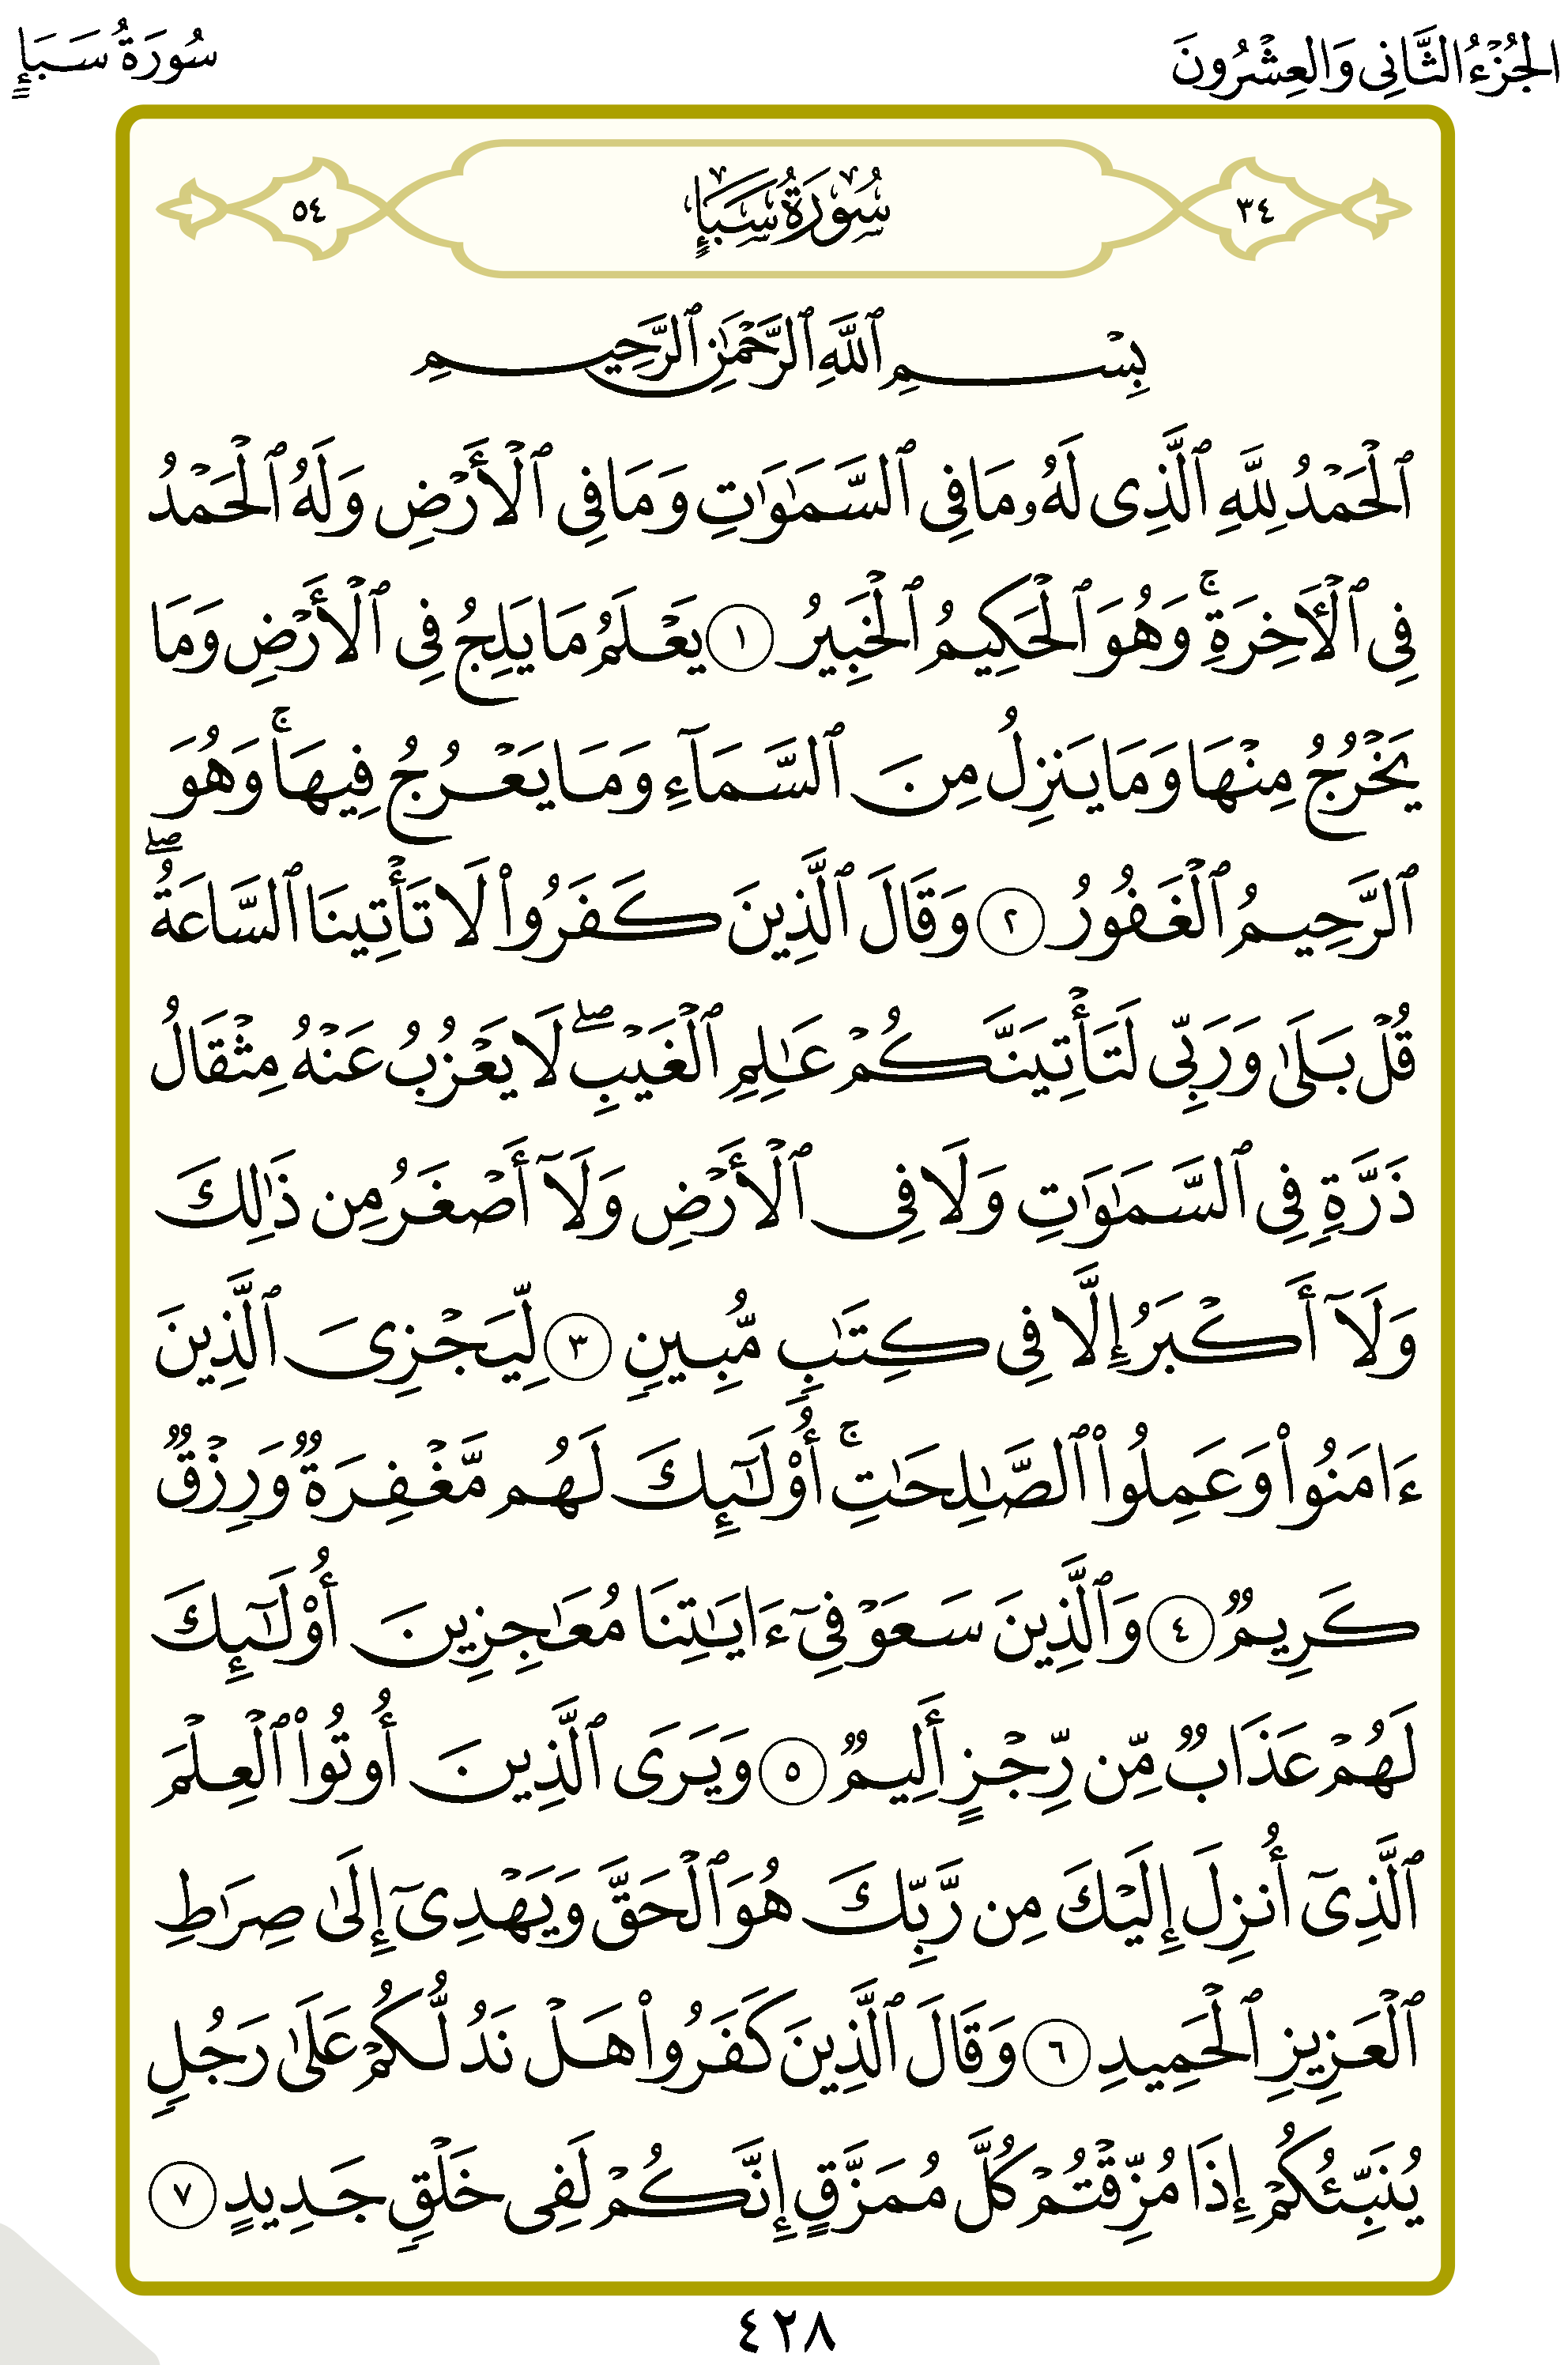 الجُزْءُ الثَّانِي وَالعِشْرُونَ
سُورَةُ سَبَإٍ
٣٤ سُورَةُ سَبَإٍ ٥٤
بِسْمِ ٱللَّهِ ٱلرَّحْمَٰنِ ٱلرَّحِيمِ
ٱلْحَمْدُ لِلَّهِ ٱلَّذِى لَهُۥ مَا فِى ٱلسَّمَٰوَٰتِ وَمَا فِى ٱلْأَرْضِ وَلَهُ ٱلْحَمْدُ
فِى ٱلْـَٔاخِرَةِ ۚ وَهُوَ ٱلْحَكِيمُ ٱلْخَبِيرُ ١ يَعْلَمُ مَا يَلِجُ فِى ٱلْأَرْضِ وَمَا
يَخْرُجُ مِنْهَا وَمَا يَنزِلُ مِنَ ٱلسَّمَآءِ وَمَا يَعْرُجُ فِيهَا ۚ وَهُوَ
ٱلرَّحِيمُ ٱلْغَفُورُ ٢ وَقَالَ ٱلَّذِينَ كَفَرُوا۟ لَا تَأْتِينَا ٱلسَّاعَةُ ۖ
قُلْ بَلَىٰ وَرَبِّى لَتَأْتِيَنَّكُمْ عَٰلِمِ ٱلْغَيْبِ ۖ لَا يَعْزُبُ عَنْهُ مِثْقَالُ
ذَرَّةٍ فِى ٱلسَّمَٰوَٰتِ وَلَا فِى ٱلْأَرْضِ وَلَآ أَصْغَرُ مِن ذَٰلِكَ
وَلَآ أَكْبَرُ إِلَّا فِى كِتَٰبٍ مُّبِينٍ ٣ لِّيَجْزِىَ ٱلَّذِينَ
ءَامَنُوا۟ وَعَمِلُوا۟ ٱلصَّٰلِحَٰتِ ۚ أُو۟لَٰٓئِكَ لَهُم مَّغْفِرَةٌ وَرِزْقٌ
كَرِيمٌ ٤ وَٱلَّذِينَ سَعَوْ فِىٓ ءَايَٰتِنَا مُعَٰجِزِينَ أُو۟لَٰٓئِكَ
لَهُمْ عَذَابٌ مِّن رِّجْزٍ أَلِيمٌ ٥ وَيَرَى ٱلَّذِينَ أُوتُوا۟ ٱلْعِلْمَ
ٱلَّذِىٓ أُنزِلَ إِلَيْكَ مِن رَّبِّكَ هُوَ ٱلْحَقَّ وَيَهْدِىٓ إِلَىٰ صِرَٰطِ
ٱلْعَزِيزِ ٱلْحَمِيدِ ٦ وَقَالَ ٱلَّذِينَ كَفَرُوا۟ هَلْ نَدُلُّكُمْ عَلَىٰ رَجُلٍ
يُنَبِّئُكُمْ إِذَا مُزِّقْتُمْ كُلَّ مُمَزَّقٍ إِنَّكُمْ لَفِى خَلْقٍ جَدِيدٍ ٧
٤٢٨